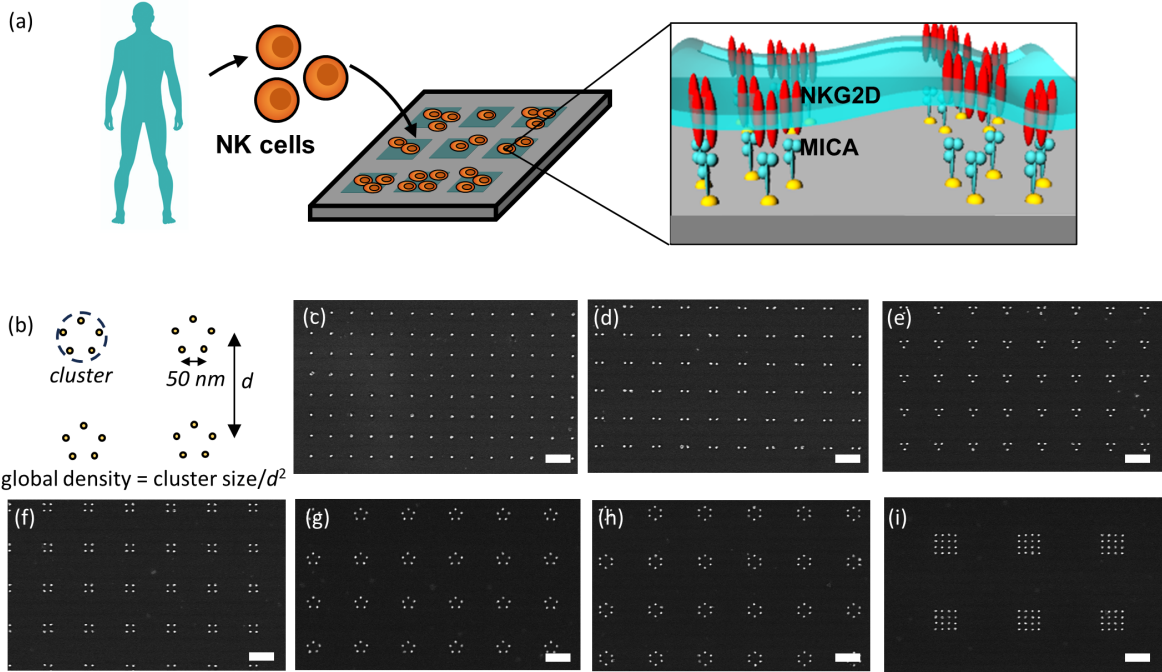 (a)
NK cells
NKG2D
MICA
(b)
cluster
50 nm
d
global density = cluster size/d²
(c)
(d)
(e)
(f)
(g)
(h)
(i)